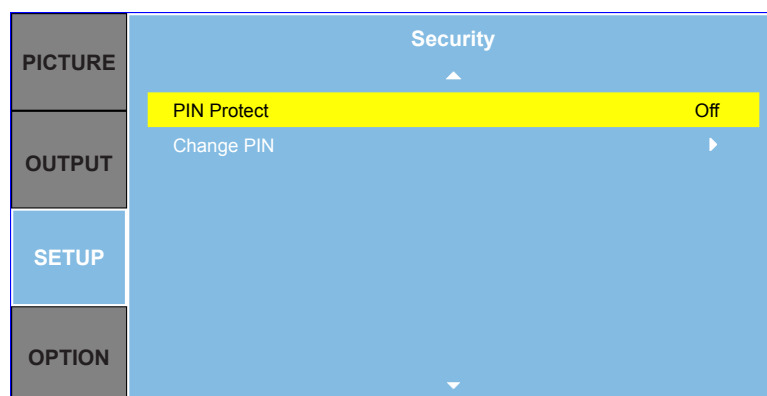 PICTURE
OUTPUT
SETUP
OPTION
Security
PIN Protect Off
Change PIN